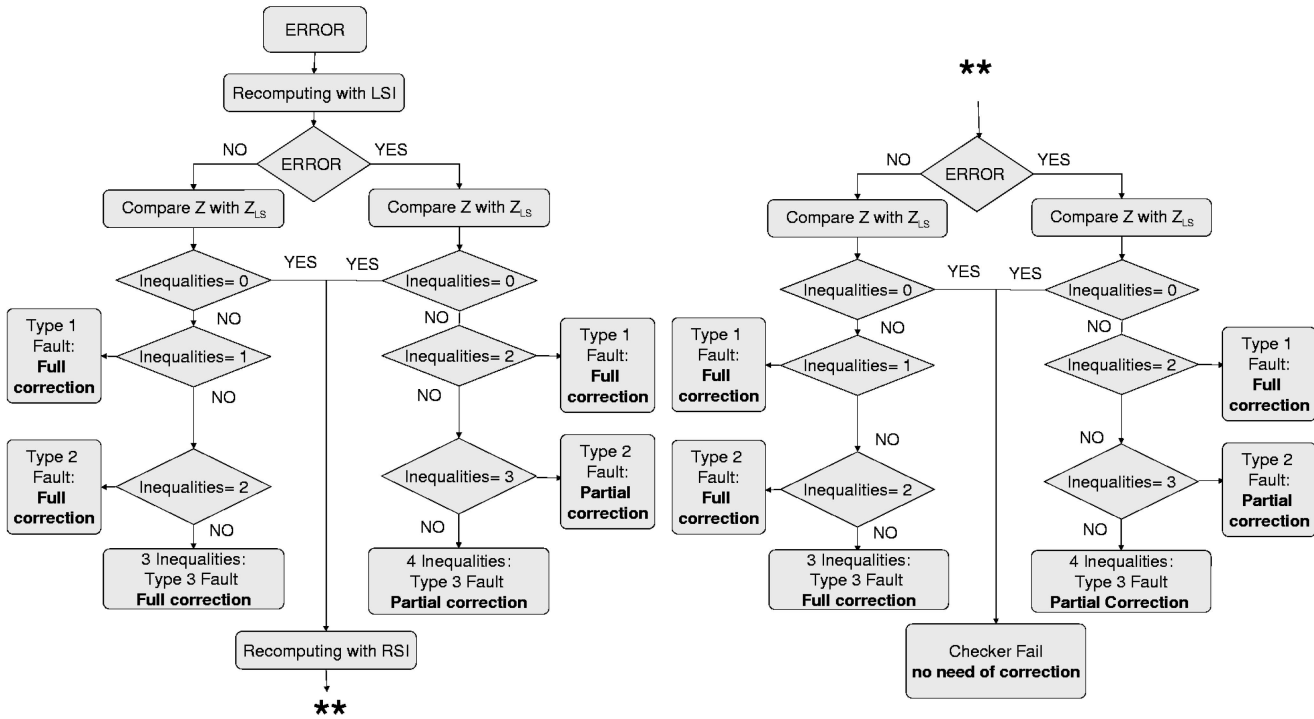 ERROR
Recomputing with LSI
NO
ERROR
YES
Compare Z with Z_LS
Compare Z with Z_LS
Inequalities= 0
YES
YES
Inequalities= 0
NO
NO
Type 1
Fault:
Full
correction
Inequalities= 1
Inequalities= 2
Type 1
Fault:
Full
correction
NO
NO
Type 2
Fault:
Full
correction
Inequalities= 2
Inequalities= 3
Type 2
Fault:
Partial
correction
NO
NO
3 Inequalities:
Type 3 Fault
Full correction
4 Inequalities:
Type 3 Fault
Partial correction
Recomputing with RSI
**
**
NO
ERROR
YES
Compare Z with Z_LS
Compare Z with Z_LS
Inequalities= 0
YES
YES
Inequalities= 0
NO
NO
Type 1
Fault:
Full
correction
Inequalities= 1
Inequalities= 2
Type 1
Fault:
Full
correction
NO
NO
Type 2
Fault:
Full
correction
Inequalities= 2
Inequalities= 3
Type 2
Fault:
Partial
correction
NO
NO
3 Inequalities:
Type 3 Fault
Full correction
4 Inequalities:
Type 3 Fault
Partial Correction
Checker Fail
no need of correction